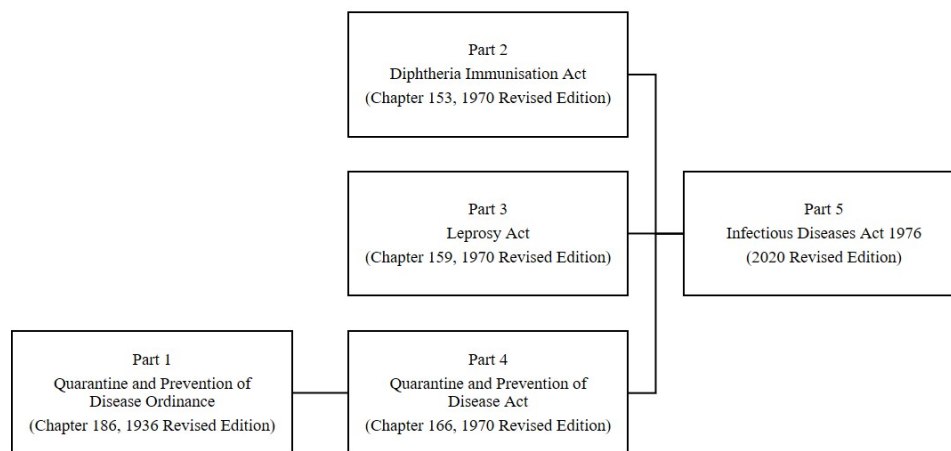 Part 2
Diphtheria Immunisation Act
(Chapter 153, 1970 Revised Edition)
Part 3
Leprosy Act
(Chapter 159, 1970 Revised Edition)
Part 5
Infectious Diseases Act 1976
(2020 Revised Edition)
Part 1
Quarantine and Prevention of
Disease Ordinance
(Chapter 186, 1936 Revised Edition)
Part 4
Quarantine and Prevention of
Disease Act
(Chapter 166, 1970 Revised Edition)